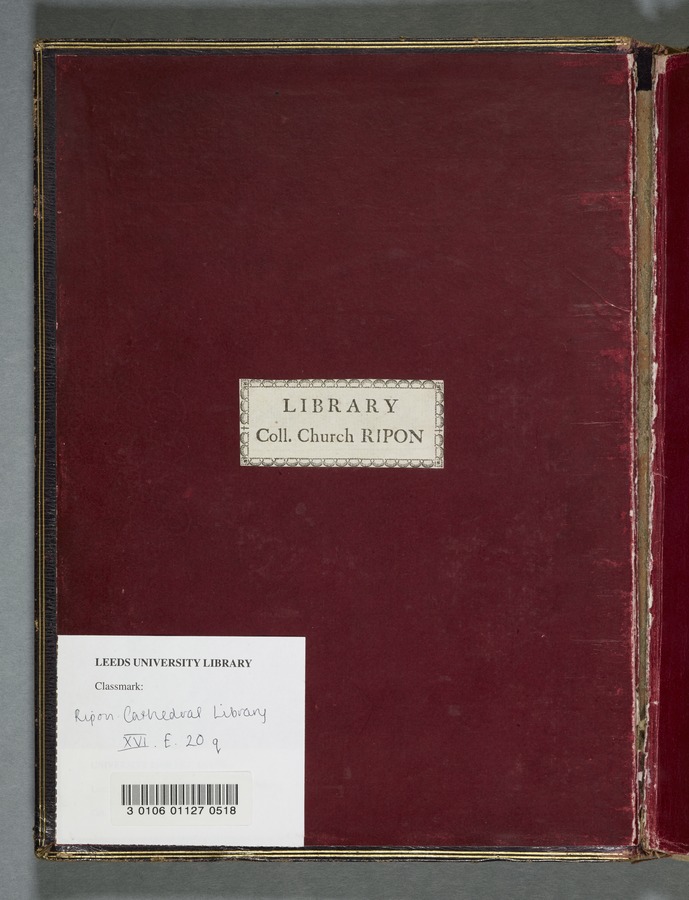 LIBRARY
Coll. Church RIPON
LEEDS UNIVERSITY LIBRARY
Classmark:
Ripon Cathedral Library
XVI. E. 20 q
3 0106 01127 0518